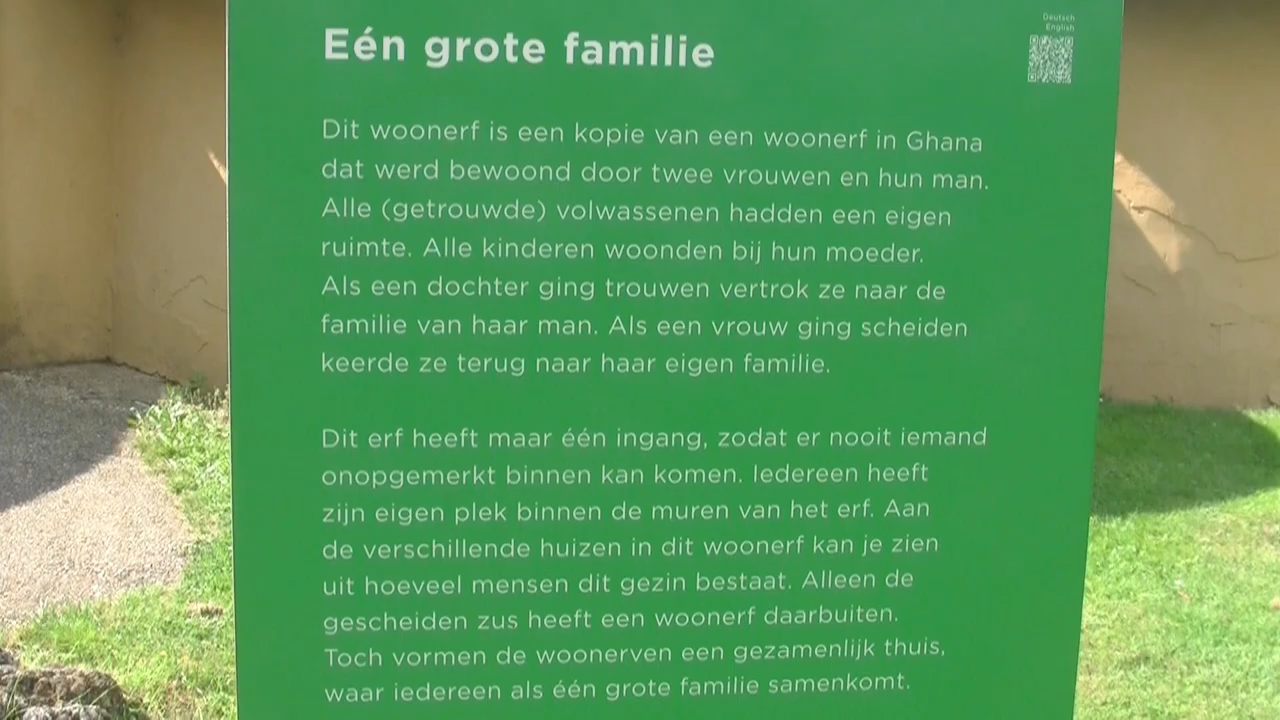 Eén grote familie
Deutsch
English
Dit woonerf is een kopie van een woonerf in Ghana
dat werd bewoond door twee vrouwen en hun man.
Alle (getrouwde) volwassenen hadden een eigen
ruimte. Alle kinderen woonden bij hun moeder.
Als een dochter ging trouwen vertrok ze naar de
familie van haar man. Als een vrouw ging scheiden
keerde ze terug naar haar eigen familie.
Dit erf heeft maar één ingang, zodat er nooit iemand
onopgemerkt binnen kan komen. Iedereen heeft
zijn eigen plek binnen de muren van het erf. Aan
de verschillende huizen in dit woonerf kan je zien
uit hoeveel mensen dit gezin bestaat. Alleen de
gescheiden zus heeft een woonerf daarbuiten.
Toch vormen de woonerven een gezamenlijk thuis,
waar iedereen als één grote familie samenkomt.